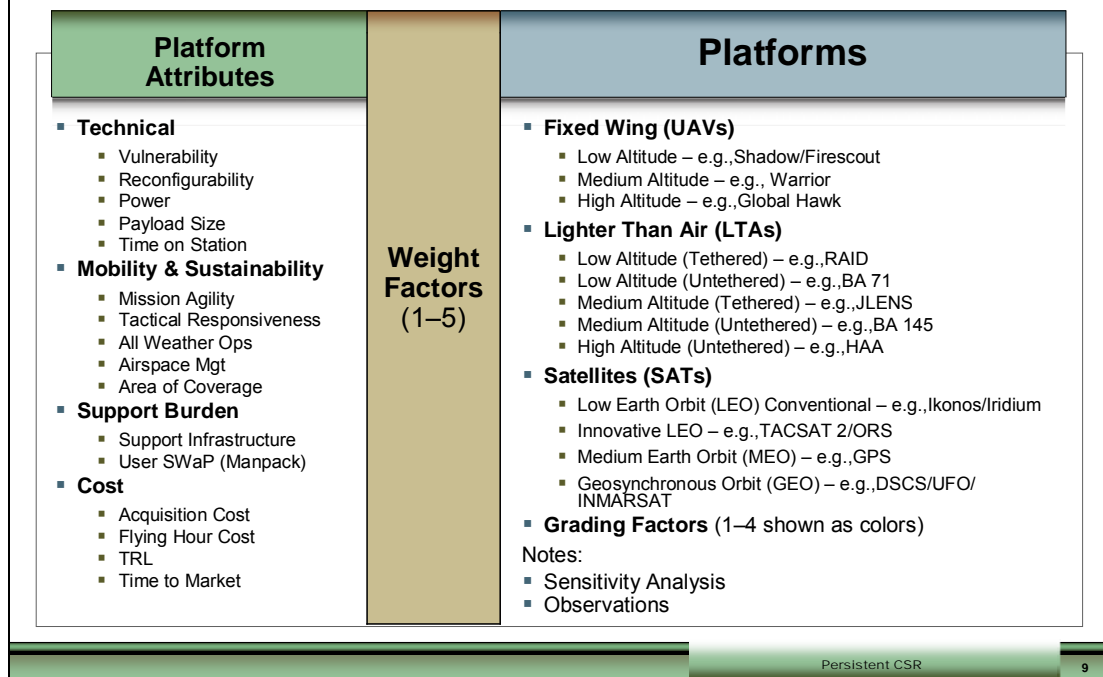 Platform
Attributes
Technical
Vulnerability
Reconfigurability
Power
Payload Size
Time on Station
Mobility & Sustainability
Mission Agility
Tactical Responsiveness
All Weather Ops
Airspace Mgt
Area of Coverage
Support Burden
Support Infrastructure
User SWaP (Manpack)
Cost
Acquisition Cost
Flying Hour Cost
TRL
Time to Market
Weight
Factors
(1–5)
Platforms
Fixed Wing (UAVs)
Low Altitude – e.g.,Shadow/Firescout
Medium Altitude – e.g., Warrior
High Altitude – e.g.,Global Hawk
Lighter Than Air (LTAs)
Low Altitude (Tethered) – e.g.,RAID
Low Altitude (Untethered) – e.g.,BA 71
Medium Altitude (Tethered) – e.g.,JLENS
Medium Altitude (Untethered) – e.g.,BA 145
High Altitude (Untethered) – e.g.,HAA
Satellites (SATs)
Low Earth Orbit (LEO) Conventional – e.g.,Ikonos/Iridium
Innovative LEO – e.g.,TACSAT 2/ORS
Medium Earth Orbit (MEO) – e.g.,GPS
Geosynchronous Orbit (GEO) – e.g.,DSCS/UFO/
INMARSAT
Grading Factors (1–4 shown as colors)
Notes:
Sensitivity Analysis
Observations
Persistent CSR
9